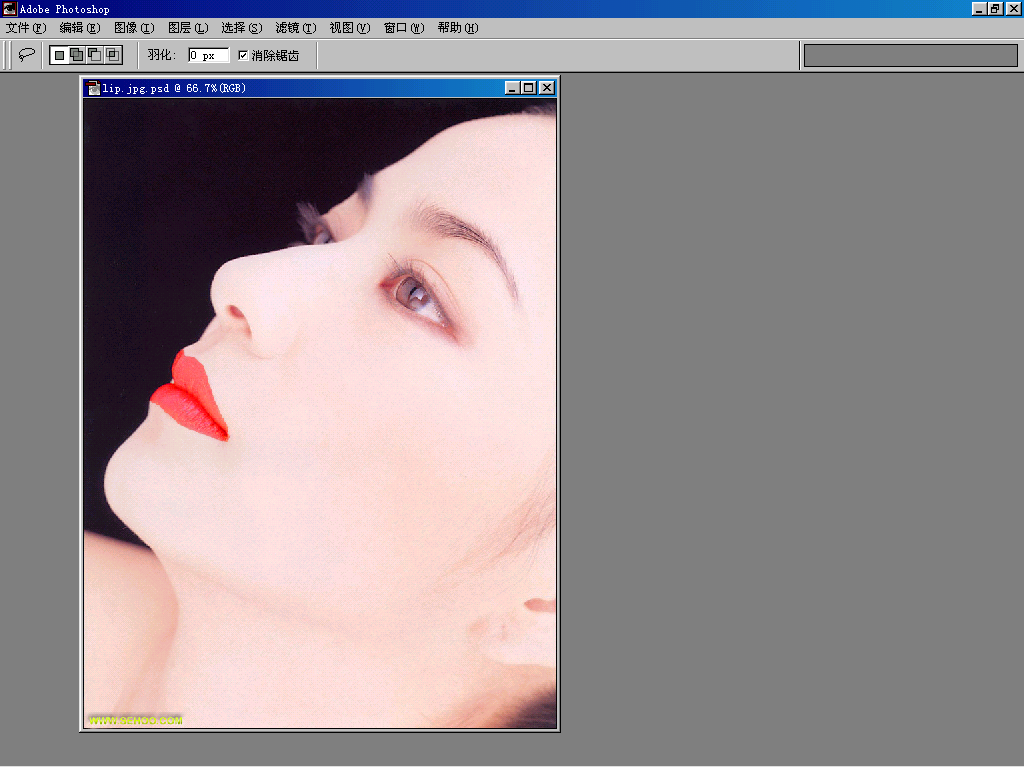 Adobe Photoshop
文件(F) 编辑(E) 图像(I) 图层(L) 选择(S) 滤镜(T) 视图(V) 窗口(W) 帮助(H)
羽化: 0 px 消除锯齿
lip.jpg.psd @ 66.7%(RGB)